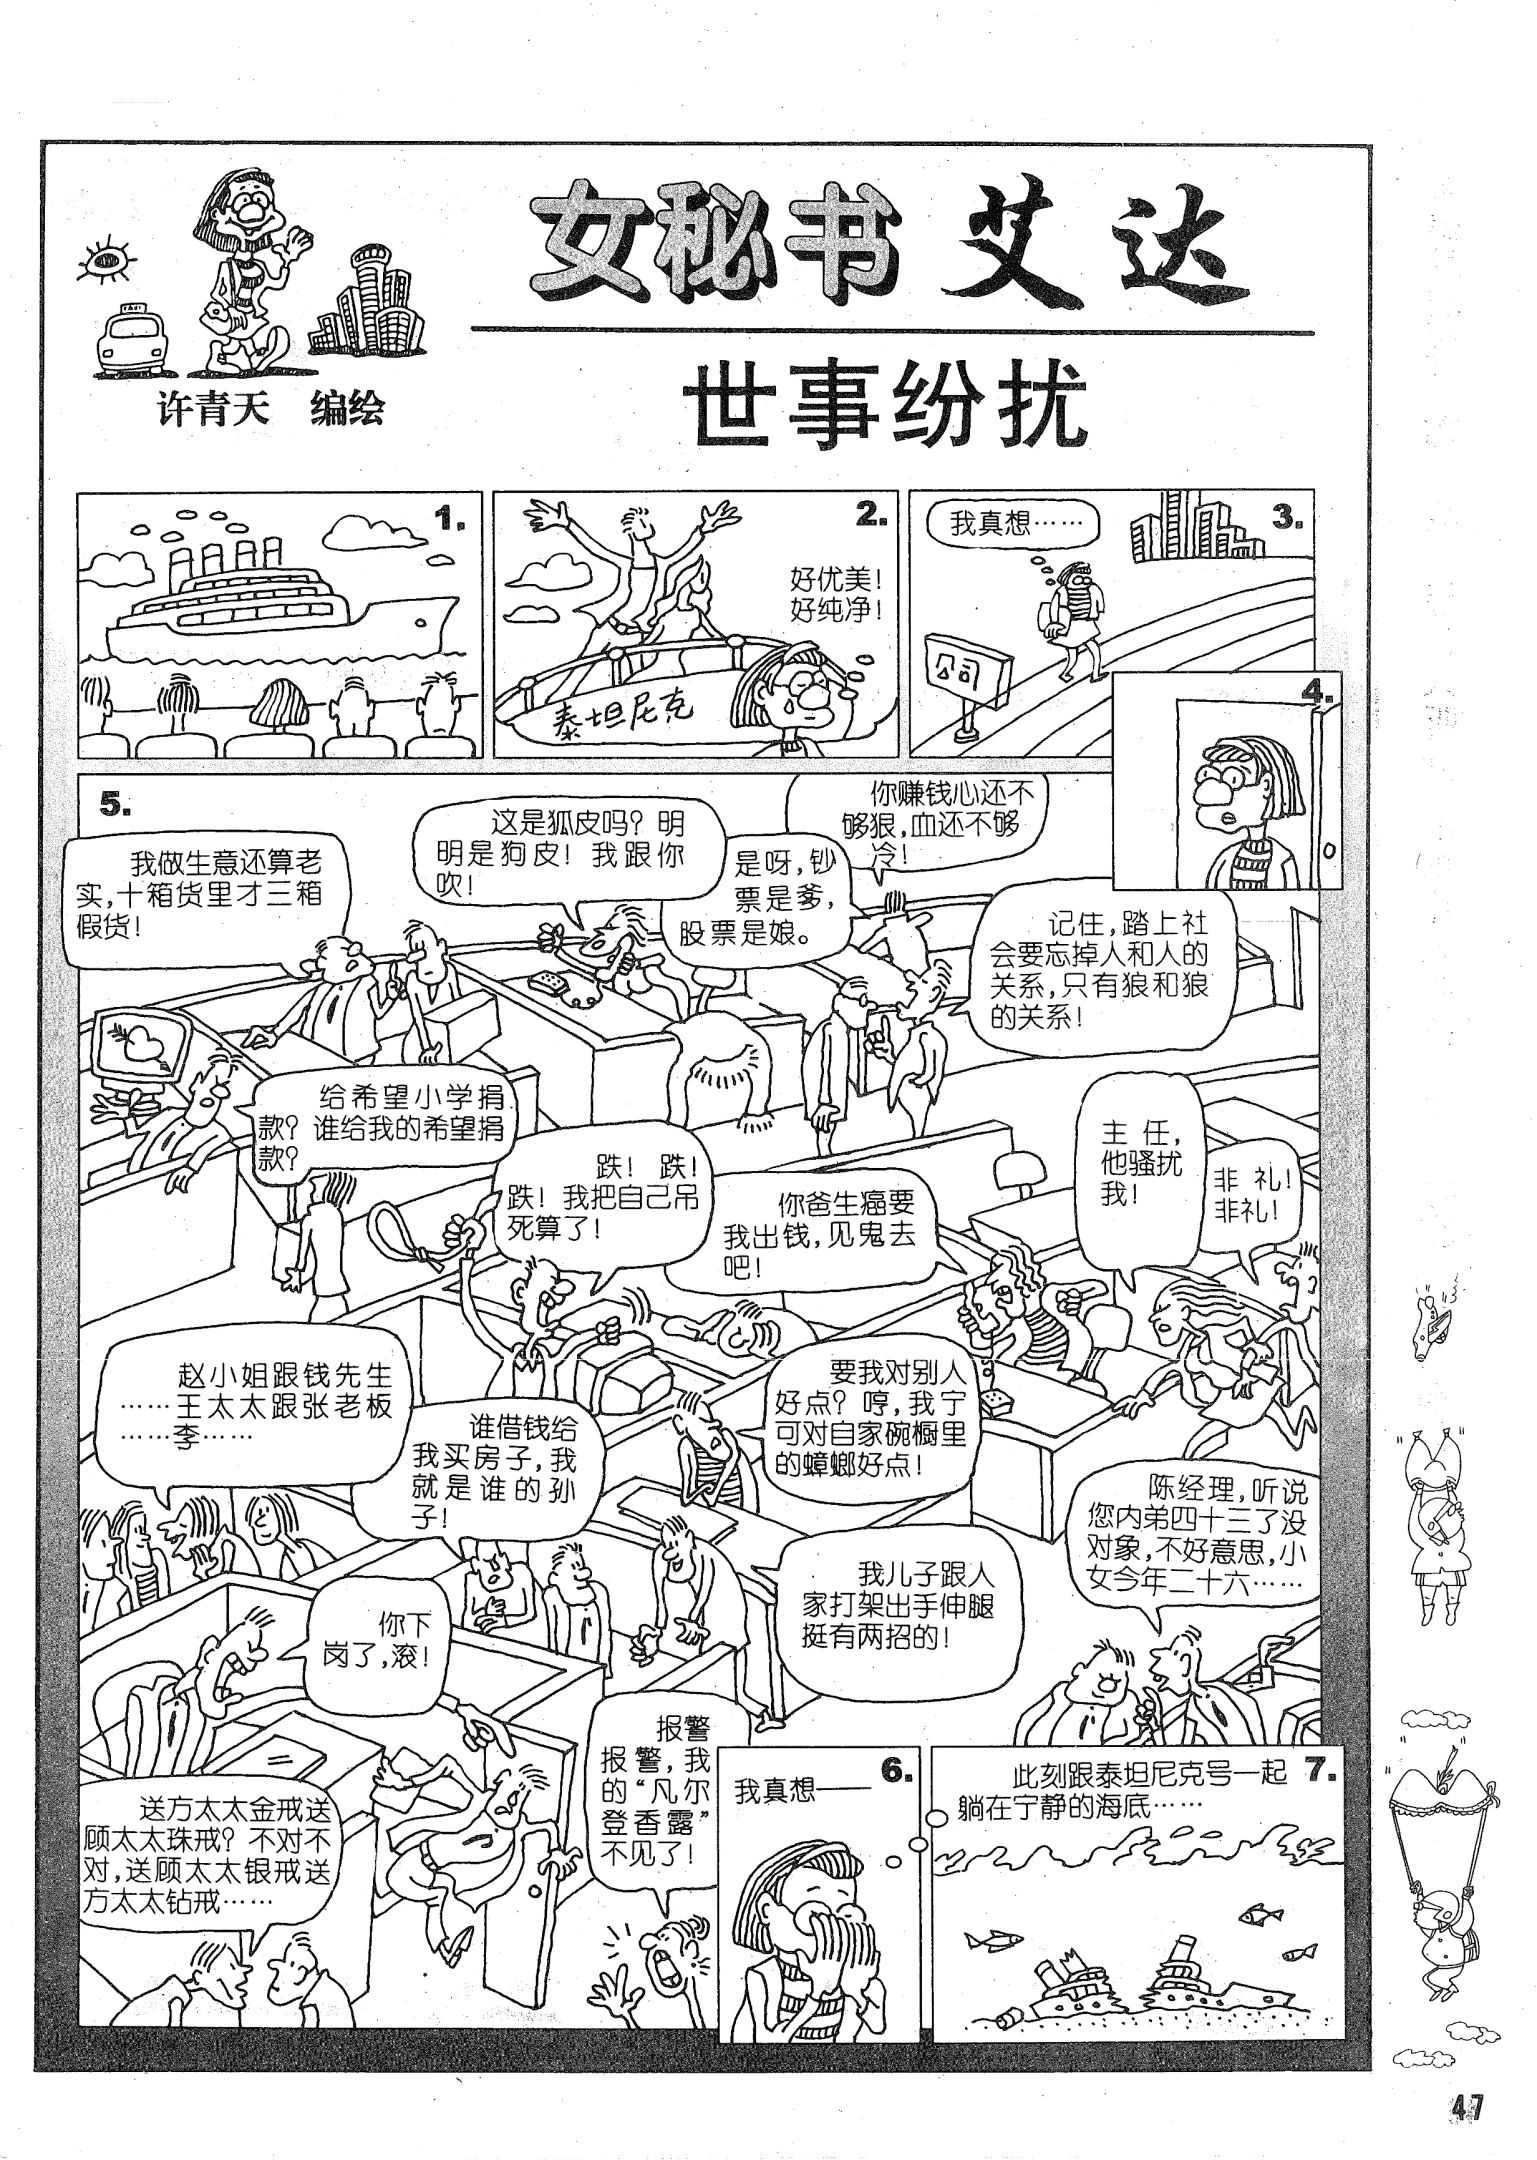 女秘书 艾达
世事纷扰
许青天 编绘
TAXI
1.
2.
好优美!
好纯净!
泰坦尼克
3.
我真想……
公司
4.
5.
我做生意还算老
实,十箱货里才三箱
假货!
这是狐皮吗?明
明是狗皮!我跟你
吹!
是呀,钞
票是爹,
股票是娘。
你赚钱心还不
够狠,血还不够
冷!
记住,踏上社
会要忘掉人和人的
关系,只有狼和狼
的关系!
给希望小学捐
款?谁给我的希望捐
款?
跌!跌!
跌!我把自己吊
死算了!
你爸生癌要
我出钱,见鬼去
吧!
主任,
他骚扰
我!
非礼!
非礼!
赵小姐跟钱先生
……王太太跟张老板
……李……
谁借钱给
我买房子,我
就是谁的孙
子!
要我对别人
好点?哼,我宁
可对自家碗橱里
的蟑螂好点!
陈经理,听说
您内弟四十三了没
对象,不好意思,小
女今年二十六……
我儿子跟人
家打架出手伸腿
挺有两招的!
你下
岗了,滚!
报警
报警,我
的“凡尔
登香露”
不见了!
送方太太金戒送
顾太太珠戒?不对不
对,送顾太太银戒送
方太太钻戒……
6.
我真想——
7.
此刻跟泰坦尼克号一起
躺在宁静的海底……
47